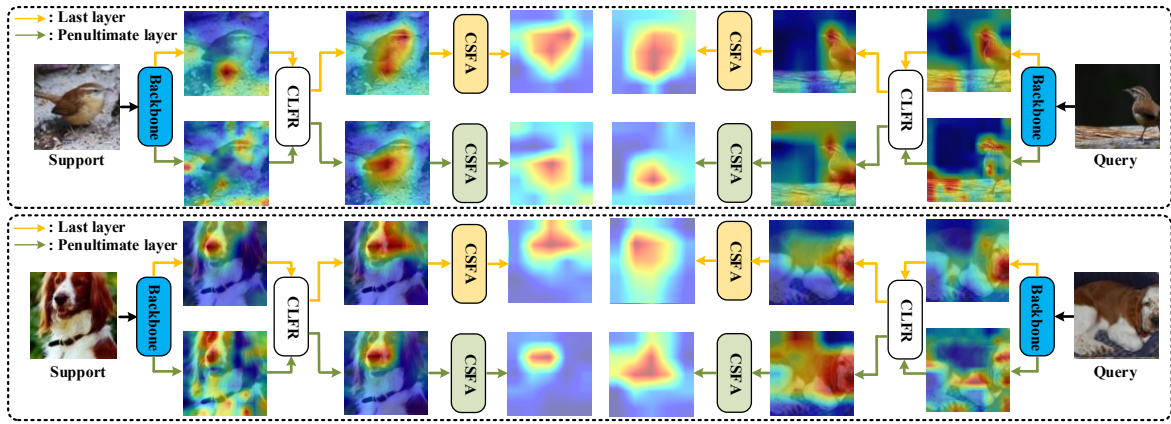 : Last layer
: Penultimate layer
Backbone
Support
CLFR
CSFA
CSFA
CSFA
CSFA
CLFR
Backbone
Query
: Last layer
: Penultimate layer
Backbone
Support
CLFR
CSFA
CSFA
CSFA
CSFA
CLFR
Backbone
Query